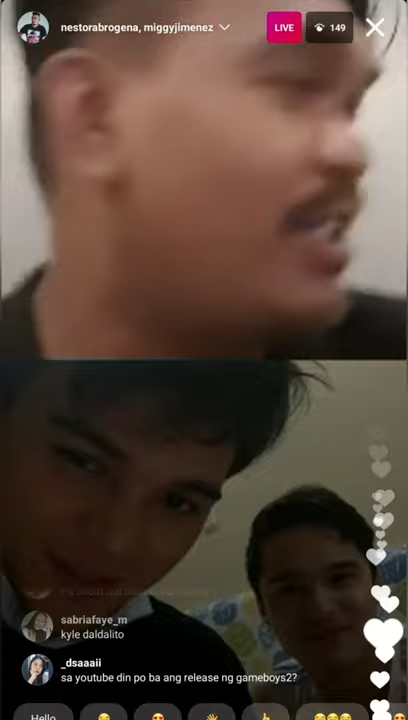 nestorabrogena, miggyjimenez
LIVE
149
sabriafaye_m
kyle daldalito
_dsaaaii
sa youtube din po ba ang release ng gameboys2?
Hello